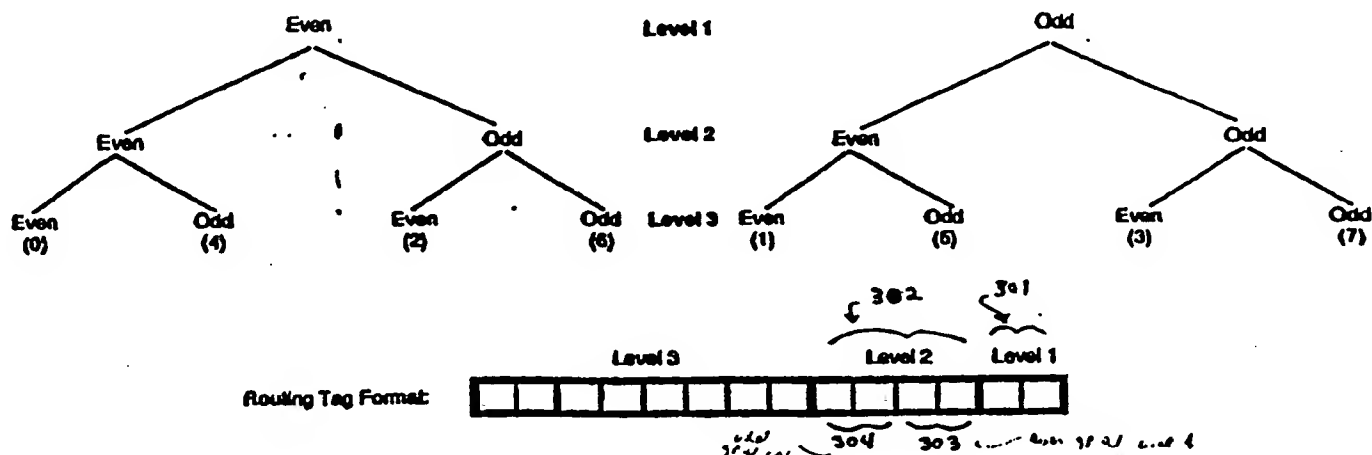 Even Level 1 Odd
Even Odd Level 2 Even Odd
Even Odd Even Odd Level 3 Even Odd Even Odd
(0) (4) (2) (6) (1) (5) (3) (7)
302 301
Level 3 Level 2 Level 1
Routing Tag Format:
304 303